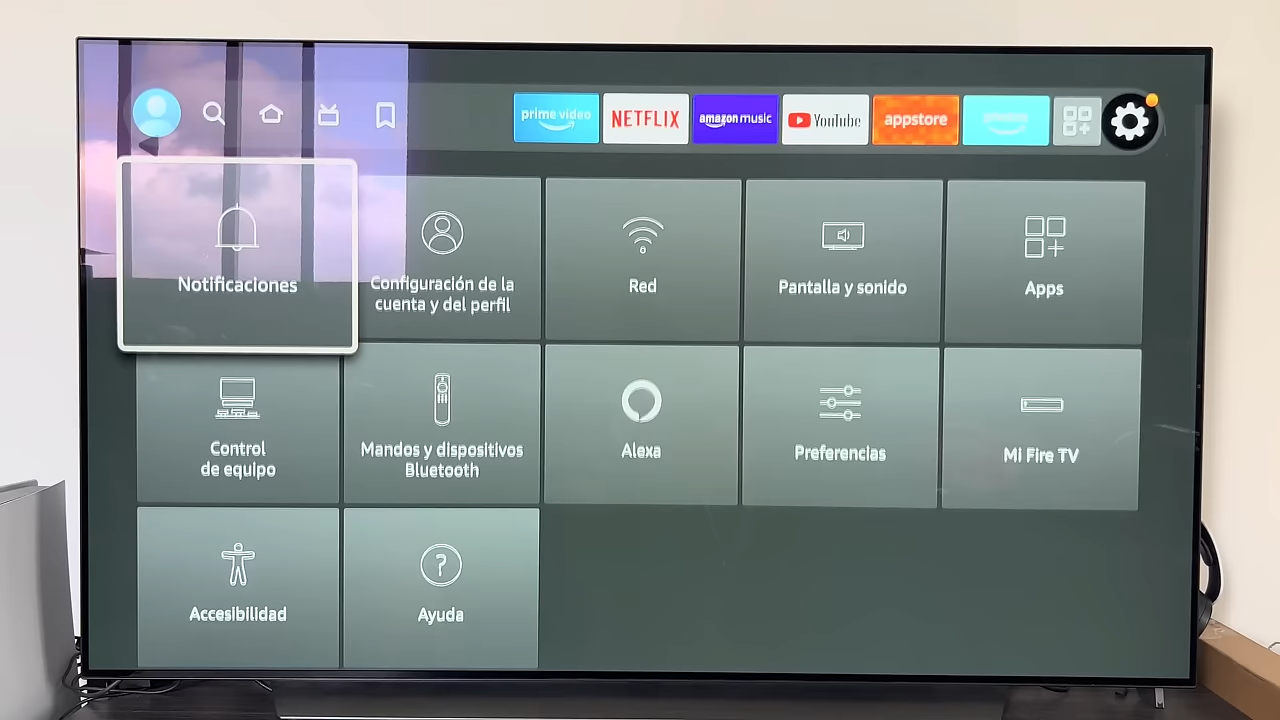 prime video
NETFLIX
amazon music
YouTube
appstore
Notificaciones
Configuración de la
cuenta y del perfil
Red
Pantalla y sonido
Apps
Control
de equipo
Mandos y dispositivos
Bluetooth
Alexa
Preferencias
Mi Fire TV
Accesibilidad
?
Ayuda